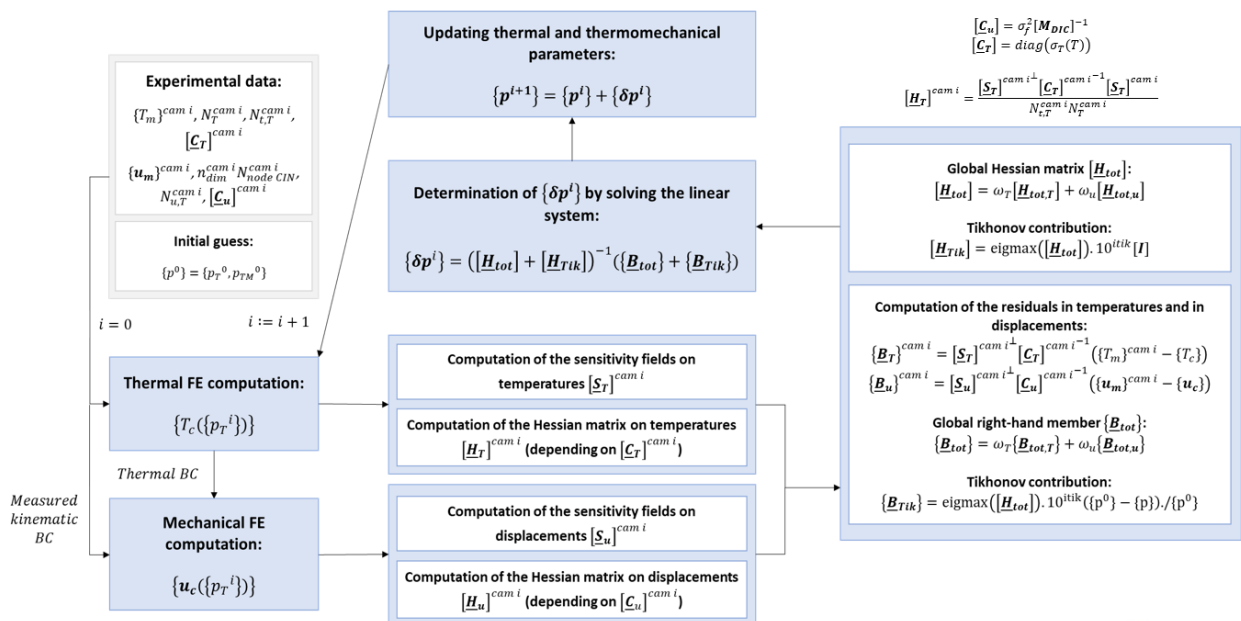 Experimental data:
{T_m}^{cam i}, N_T^{cam i}, N_{t,T}^{cam i},
[C_T]^{cam i}
{u_m}^{cam i}, n_{dim}^{cam i} N_{node CIN}^{cam i},
N_{u,T}^{cam i}, [C_u]^{cam i}
Initial guess:
{p^0} = {p_T^0, p_{TM}^0}
i = 0
i := i + 1
Thermal FE computation:
{T_c({p_T^i})}
Thermal BC
Measured
kinematic
BC
Mechanical FE
computation:
{u_c({p_T^i})}
Updating thermal and thermomechanical
parameters:
{p^{i+1}} = {p^i} + {δp^i}
Determination of {δp^i} by solving the linear
system:
{δp^i} = ([H_tot] + [H_Tik])^{-1}({B_tot} + {B_Tik})
Computation of the sensitivity fields on
temperatures [S_T]^{cam i}
Computation of the Hessian matrix on temperatures
[H_T]^{cam i} (depending on [C_T]^{cam i})
Computation of the sensitivity fields on
displacements [S_u]^{cam i}
Computation of the Hessian matrix on displacements
[H_u]^{cam i} (depending on [C_u]^{cam i})
[C_u] = σ_f^2[M_DIC]^{-1}
[C_T] = diag(σ_T(T))
[H_T]^{cam i} = \frac{[S_T]^{cam i⊥}[C_T]^{cam i^{-1}}[S_T]^{cam i}}{N_{t,T}^{cam i} N_T^{cam i}}
Global Hessian matrix [H_tot]:
[H_tot] = ω_T[H_{tot,T}] + ω_u[H_{tot,u}]
Tikhonov contribution:
[H_Tik] = eigmax([H_tot]). 10^{itik}[I]
Computation of the residuals in temperatures and in
displacements:
{B_T}^{cam i} = [S_T]^{cam i⊥}[C_T]^{cam i^{-1}}({T_m}^{cam i} − {T_c})
{B_u}^{cam i} = [S_u]^{cam i⊥}[C_u]^{cam i^{-1}}({u_m}^{cam i} − {u_c})
Global right-hand member {B_tot}:
{B_tot} = ω_T{B_{tot,T}} + ω_u{B_{tot,u}}
Tikhonov contribution:
{B_Tik} = eigmax([H_tot]). 10^{itik}({p^0} − {p})./{p^0}